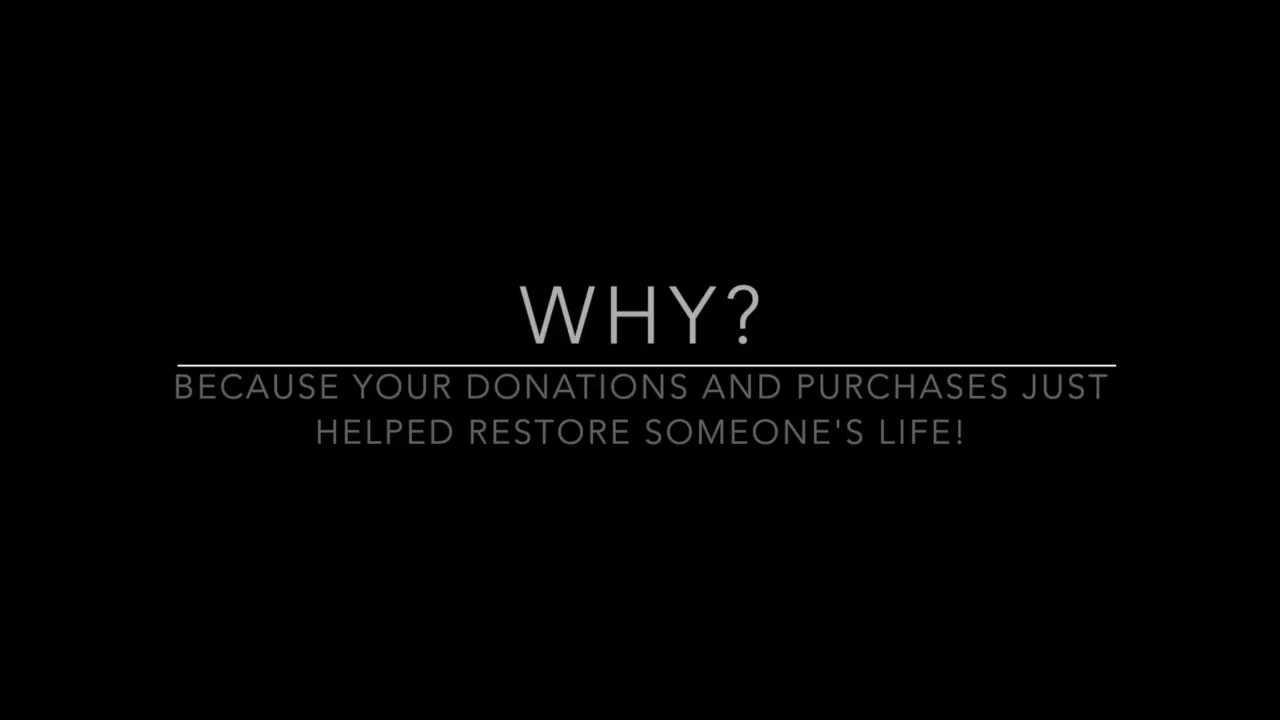 WHY?
BECAUSE YOUR DONATIONS AND PURCHASES JUST
HELPED RESTORE SOMEONE'S LIFE!